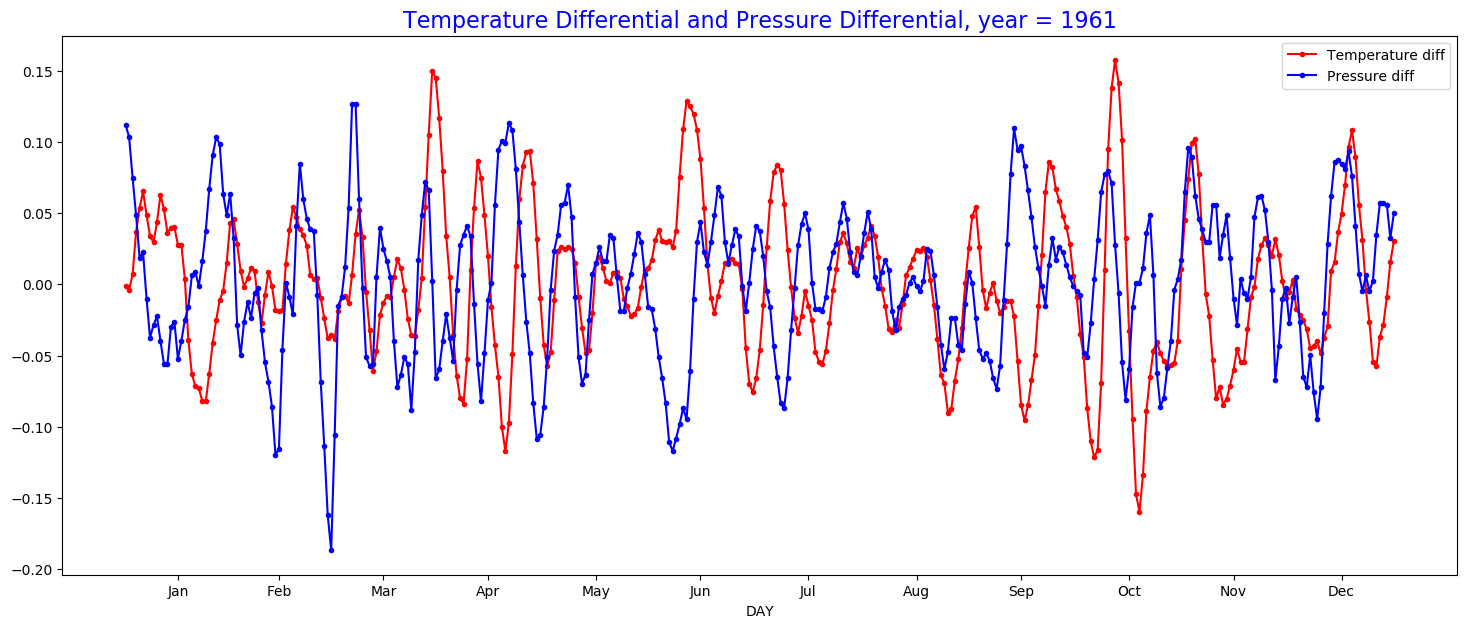 Temperature Differential and Pressure Differential, year = 1961
Temperature diff
Pressure diff
0.15
0.10
0.05
0.00
−0.05
−0.10
−0.15
−0.20
Jan Feb Mar Apr May Jun Jul Aug Sep Oct Nov Dec
DAY